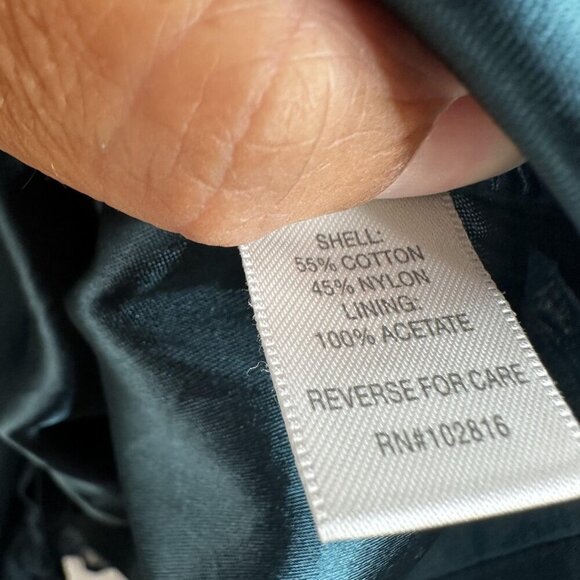 SHELL:
55% COTTON
45% NYLON
LINING:
100% ACETATE
REVERSE FOR CARE
RN#102816